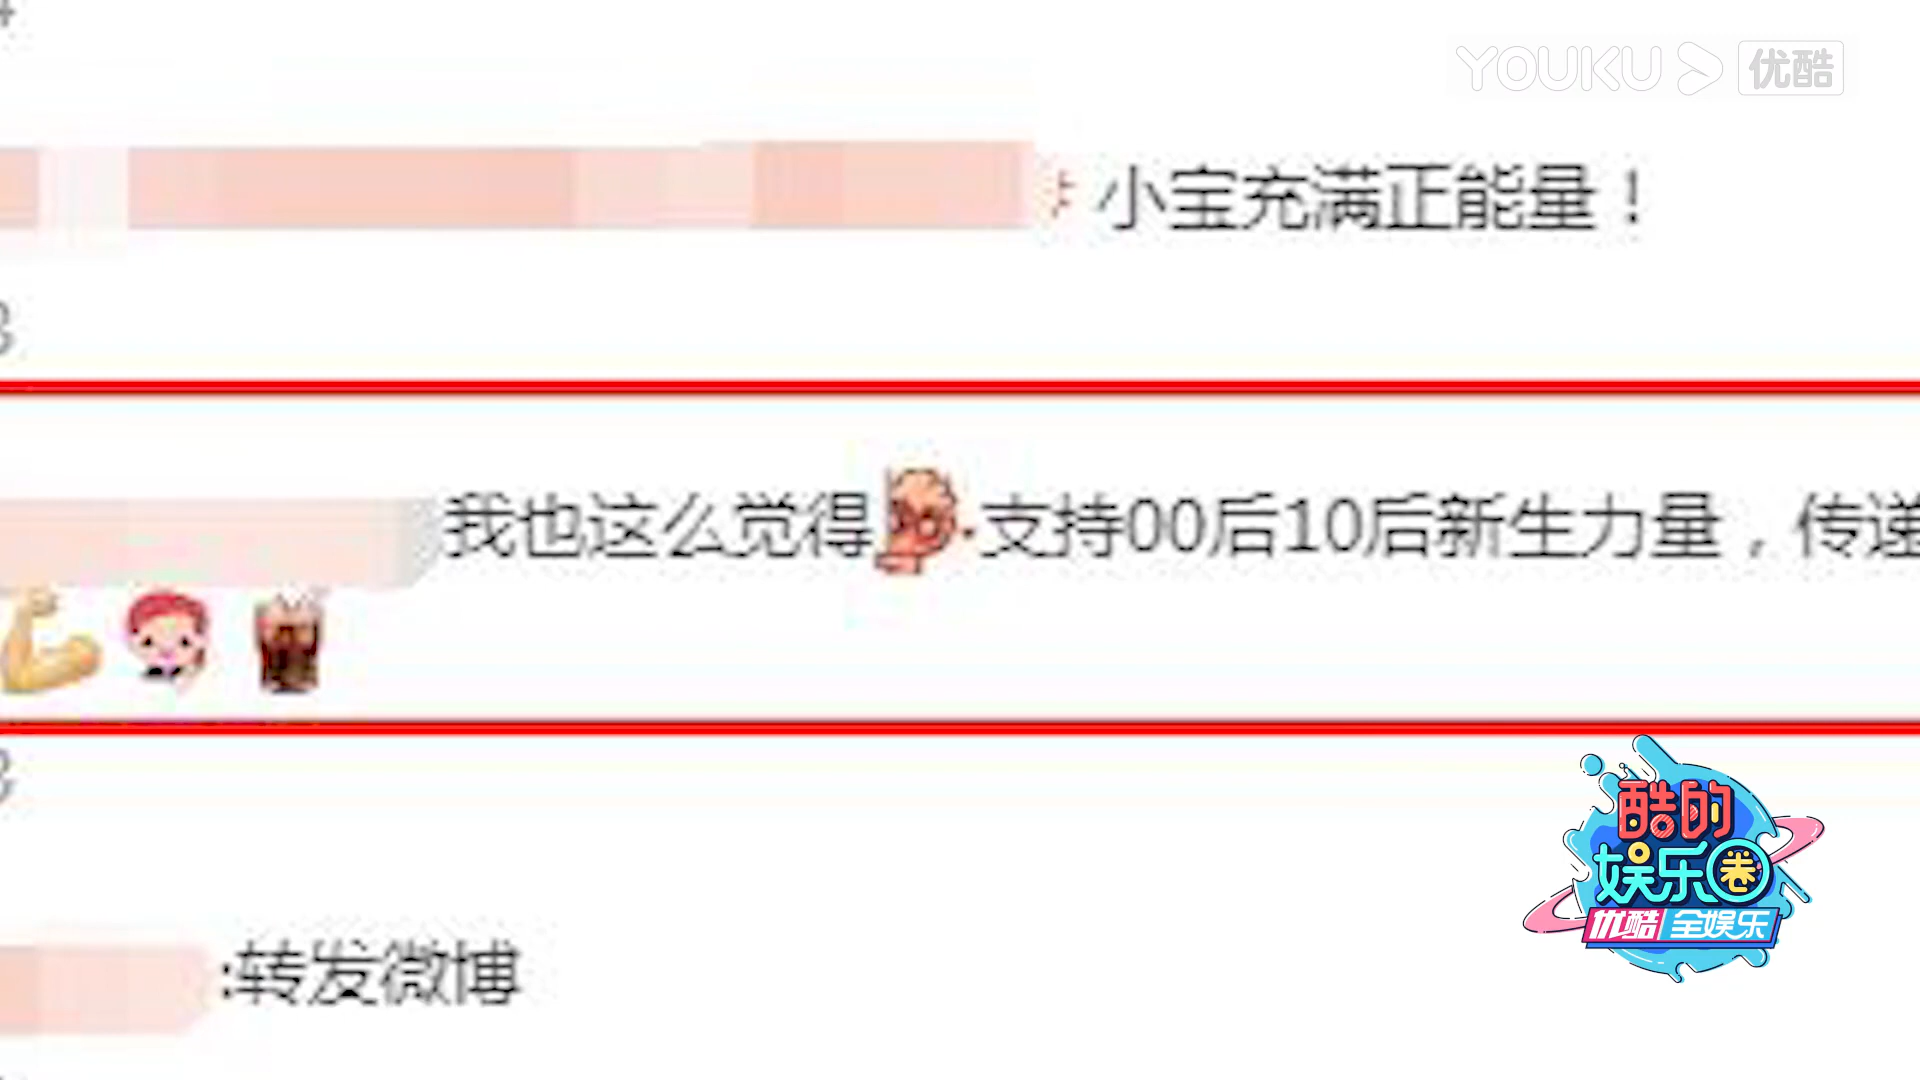 YOUKU 优酷
小宝充满正能量！
我也这么觉得 支持00后10后新生力量，传递
:转发微博
酷的
娱乐圈
优酷 全娱乐